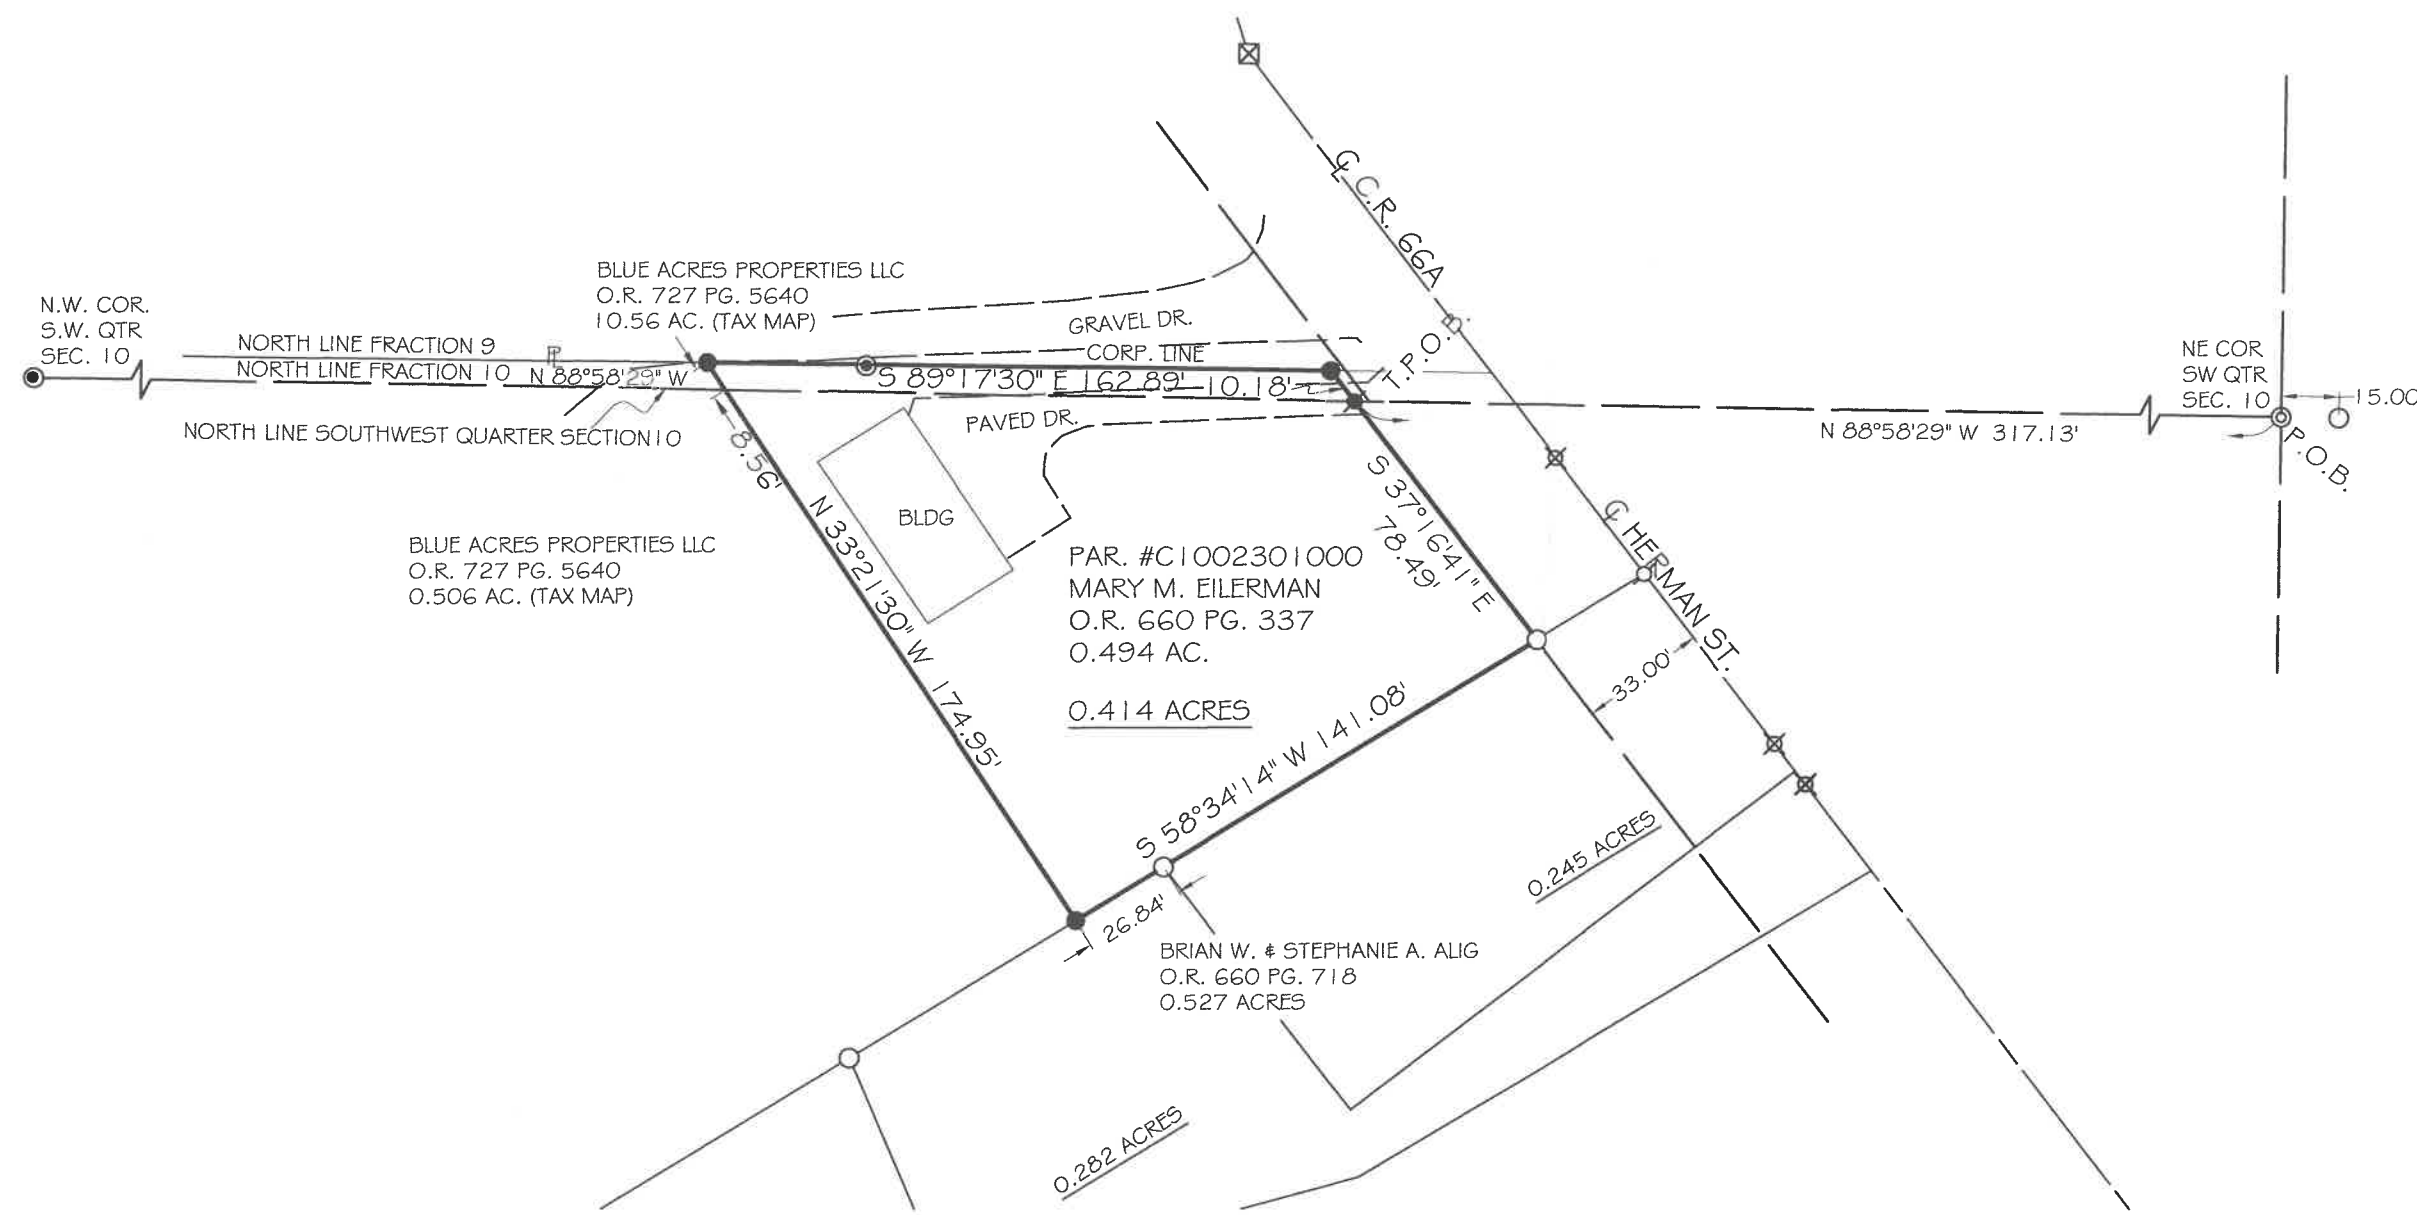 ℄ C.R. 66A
BLUE ACRES PROPERTIES LLC
O.R. 727 PG. 5640
10.56 AC. (TAX MAP)
N.W. COR.
S.W. QTR
SEC. 10
NORTH LINE FRACTION 9
NORTH LINE FRACTION 10
N 88°58'29" W
NORTH LINE SOUTHWEST QUARTER SECTION 10
GRAVEL DR.
CORP. LINE
S 89°17'30" E 162.89'
10.18'
T.P.O.B.
PAVED DR.
NE COR
SW QTR
SEC. 10
15.00
N 88°58'29" W 317.13'
P.O.B.
8.56'
N 33°21'30" W 174.95'
BLDG
S 37°16'41" E
78.49'
℄ HERMAN ST.
BLUE ACRES PROPERTIES LLC
O.R. 727 PG. 5640
0.506 AC. (TAX MAP)
PAR. #C1002301000
MARY M. EILERMAN
O.R. 660 PG. 337
0.494 AC.
0.414 ACRES
33.00'
S 58°34'14" W 141.08'
26.84'
0.245 ACRES
BRIAN W. & STEPHANIE A. ALIG
O.R. 660 PG. 718
0.527 ACRES
0.282 ACRES